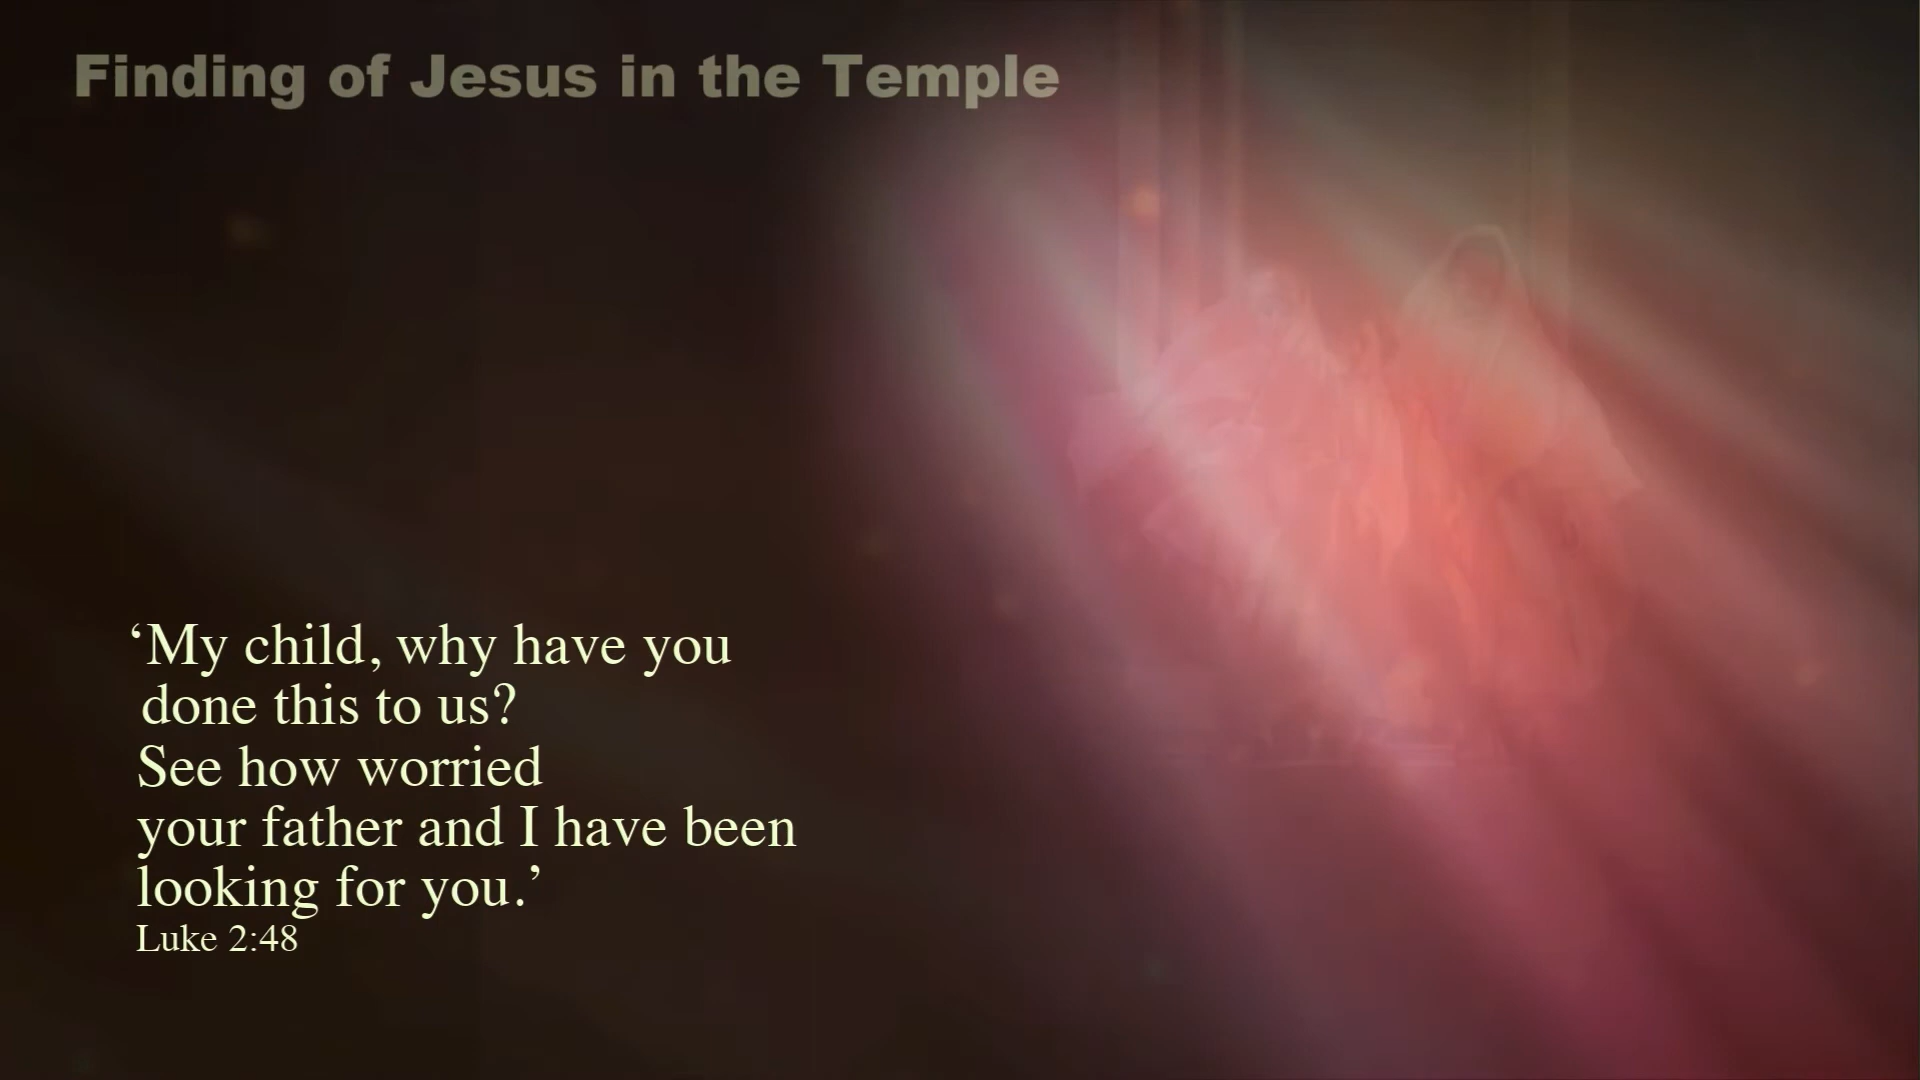 Finding of Jesus in the Temple
‘My child, why have you
done this to us?
See how worried
your father and I have been
looking for you.’
Luke 2:48